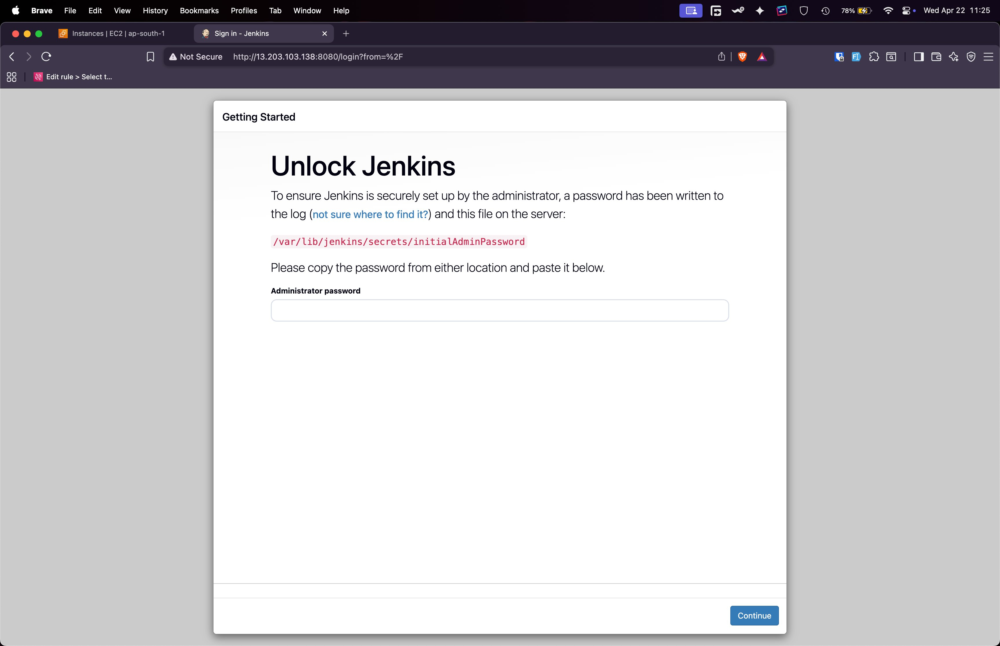 Brave File Edit View History Bookmarks Profiles Tab Window Help 78% Wed Apr 22 11:25
Instances | EC2 | ap-south-1 Sign in - Jenkins
Not Secure http://13.203.103.138:8080/login?from=%2F
Edit rule > Select t...
Getting Started
Unlock Jenkins
To ensure Jenkins is securely set up by the administrator, a password has been written to
the log (not sure where to find it?) and this file on the server:
/var/lib/jenkins/secrets/initialAdminPassword
Please copy the password from either location and paste it below.
Administrator password
Continue